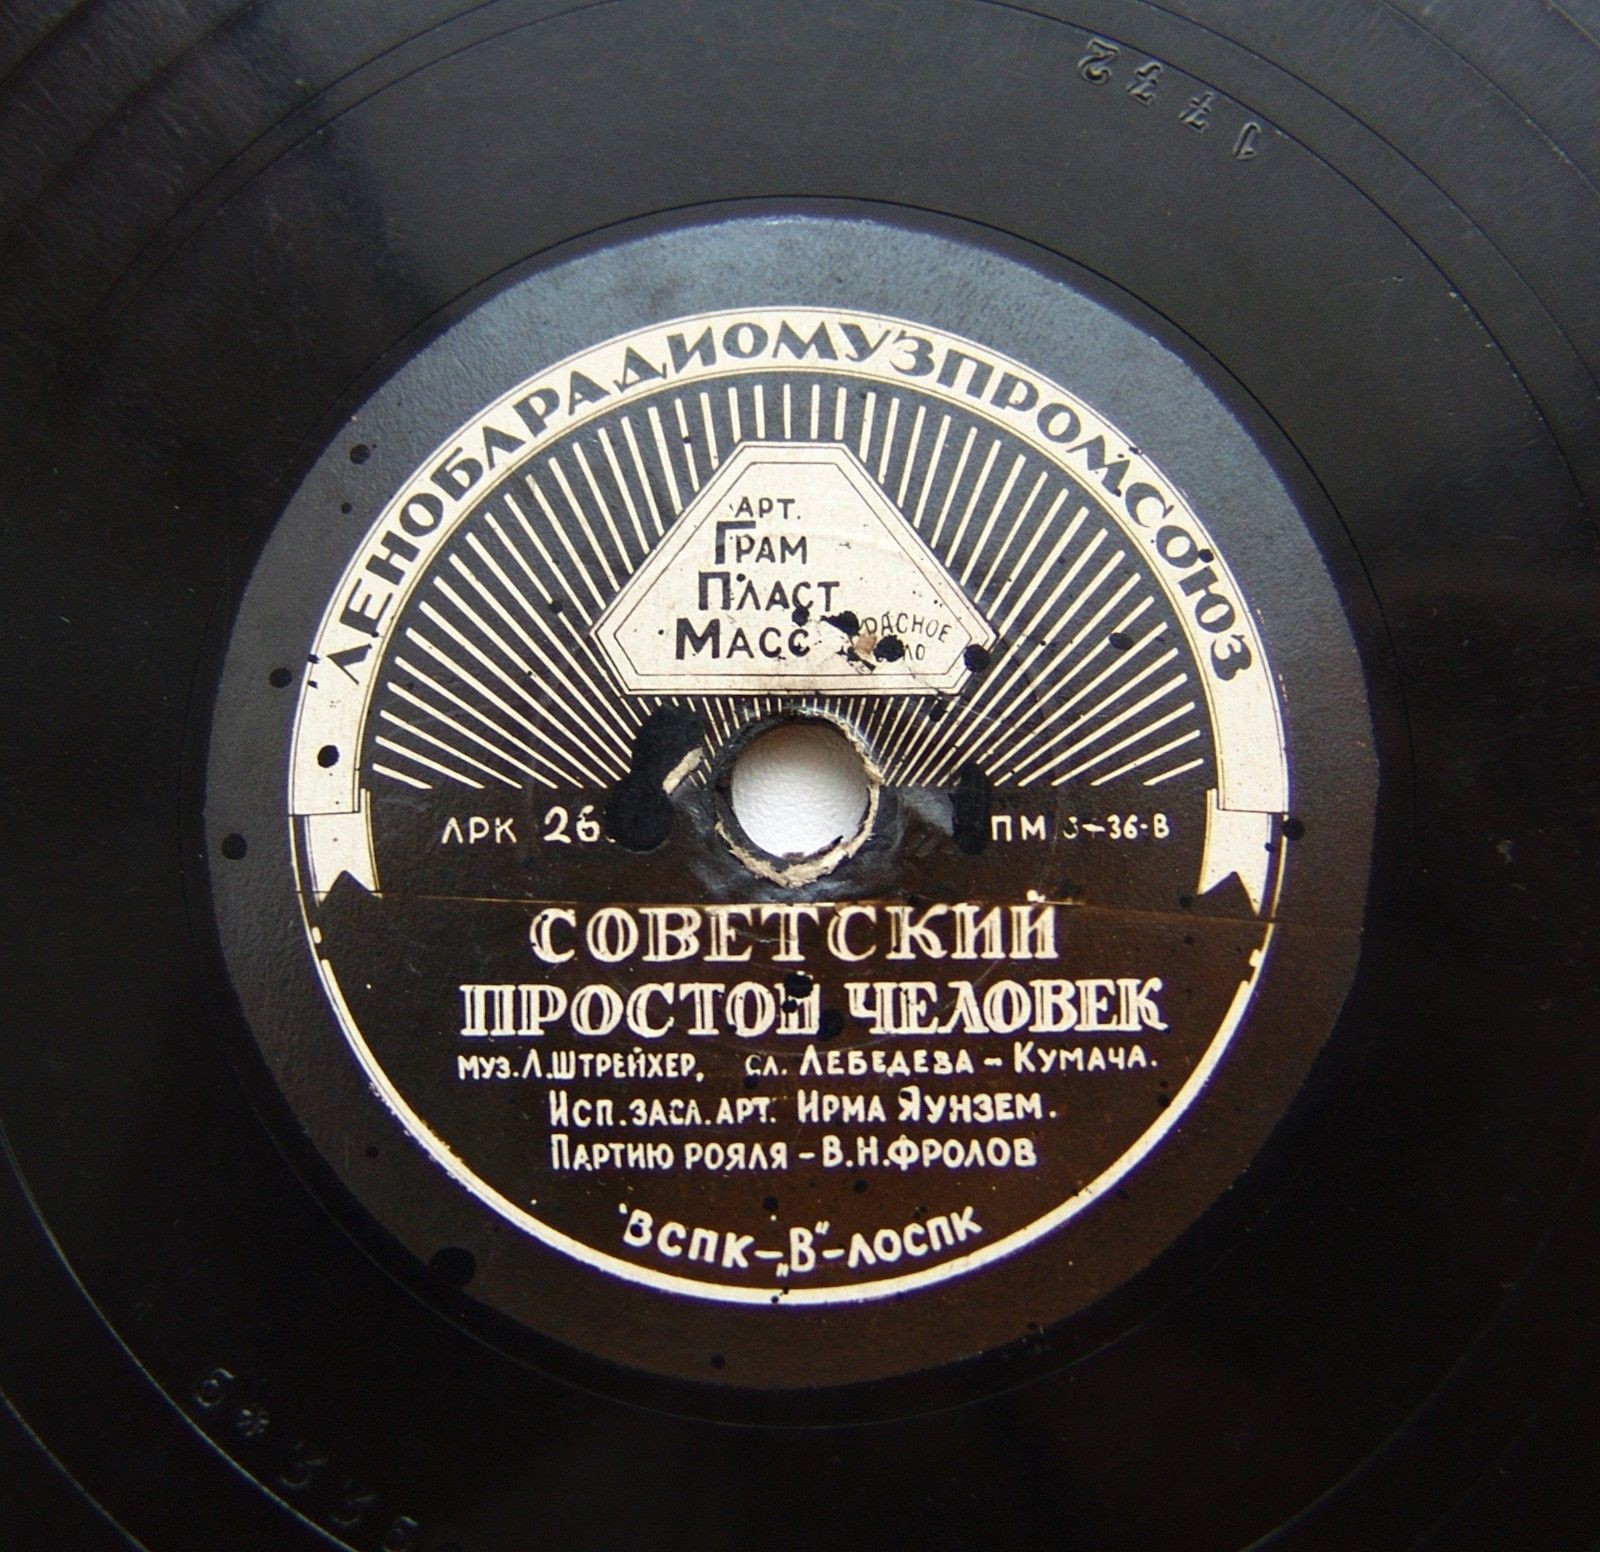 1772
ЛЕНОБЛРАДИОМУЗПРОМСОЮЗ
АРТ.
ГРАМ
ПЛАСТ
МАСС
ЛРК
ПМ
СОВЕТСКИЙ
ПРОСТОЙ ЧЕЛОВЕК
МУЗ. Л. ШТРЕЙХЕР, СЛ. ЛЕБЕДЕВА - КУМАЧА.
ИСП. ЗАСЛ. АРТ. ИРМА ЯУНЗЕМ.
ПАРТИЮ РОЯЛЯ - В. Н. ФРОЛОВ
ВСПК-„В“-ЛОСПК